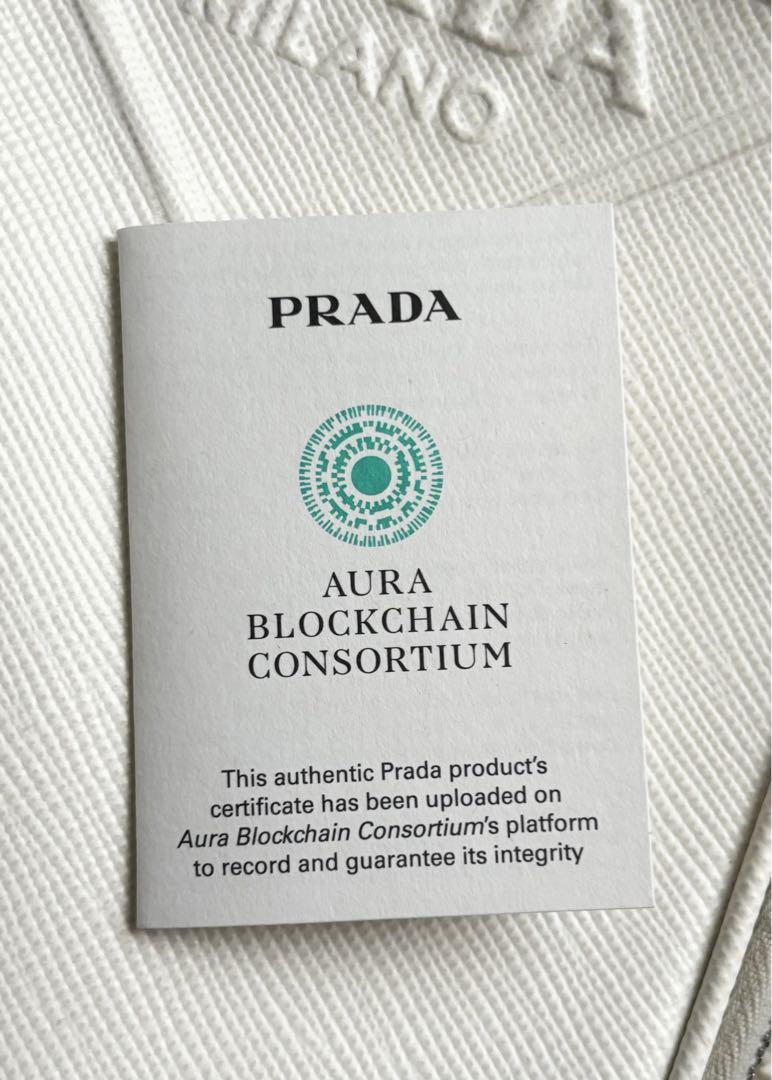 MILANO
PRADA
AURA
BLOCKCHAIN
CONSORTIUM
This authentic Prada product's
certificate has been uploaded on
Aura Blockchain Consortium's platform
to record and guarantee its integrity